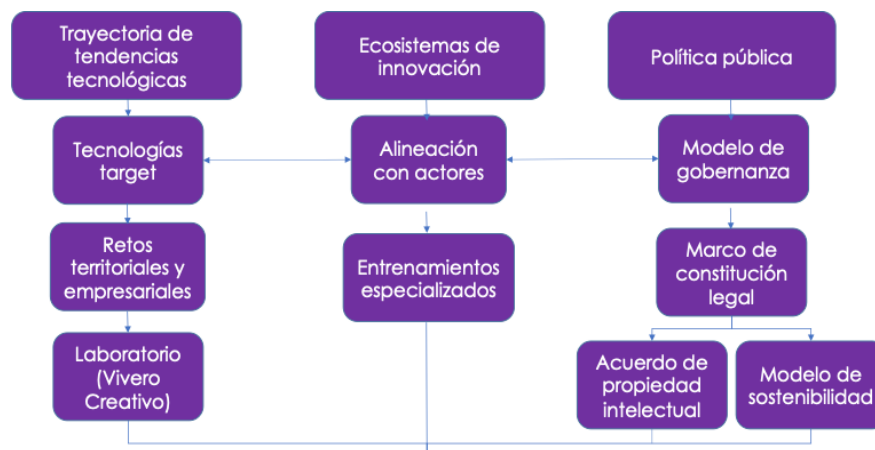 Trayectoria de
tendencias
tecnológicas
Ecosistemas de
innovación
Política pública
Tecnologías
target
Alineación
con actores
Modelo de
gobernanza
Retos
territoriales y
empresariales
Entrenamientos
especializados
Marco de
constitución
legal
Laboratorio
(Vivero
Creativo)
Acuerdo de
propiedad
intelectual
Modelo de
sostenibilidad